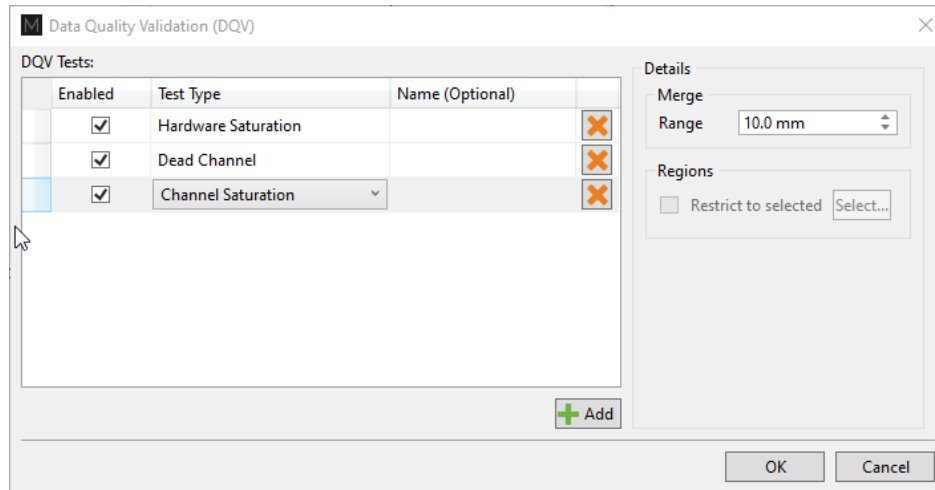 M Data Quality Validation (DQV)
DQV Tests:
Enabled Test Type Name (Optional)
Hardware Saturation
Dead Channel
Channel Saturation
Add
Details
Merge
Range 10.0 mm
Regions
Restrict to selected Select...
OK Cancel